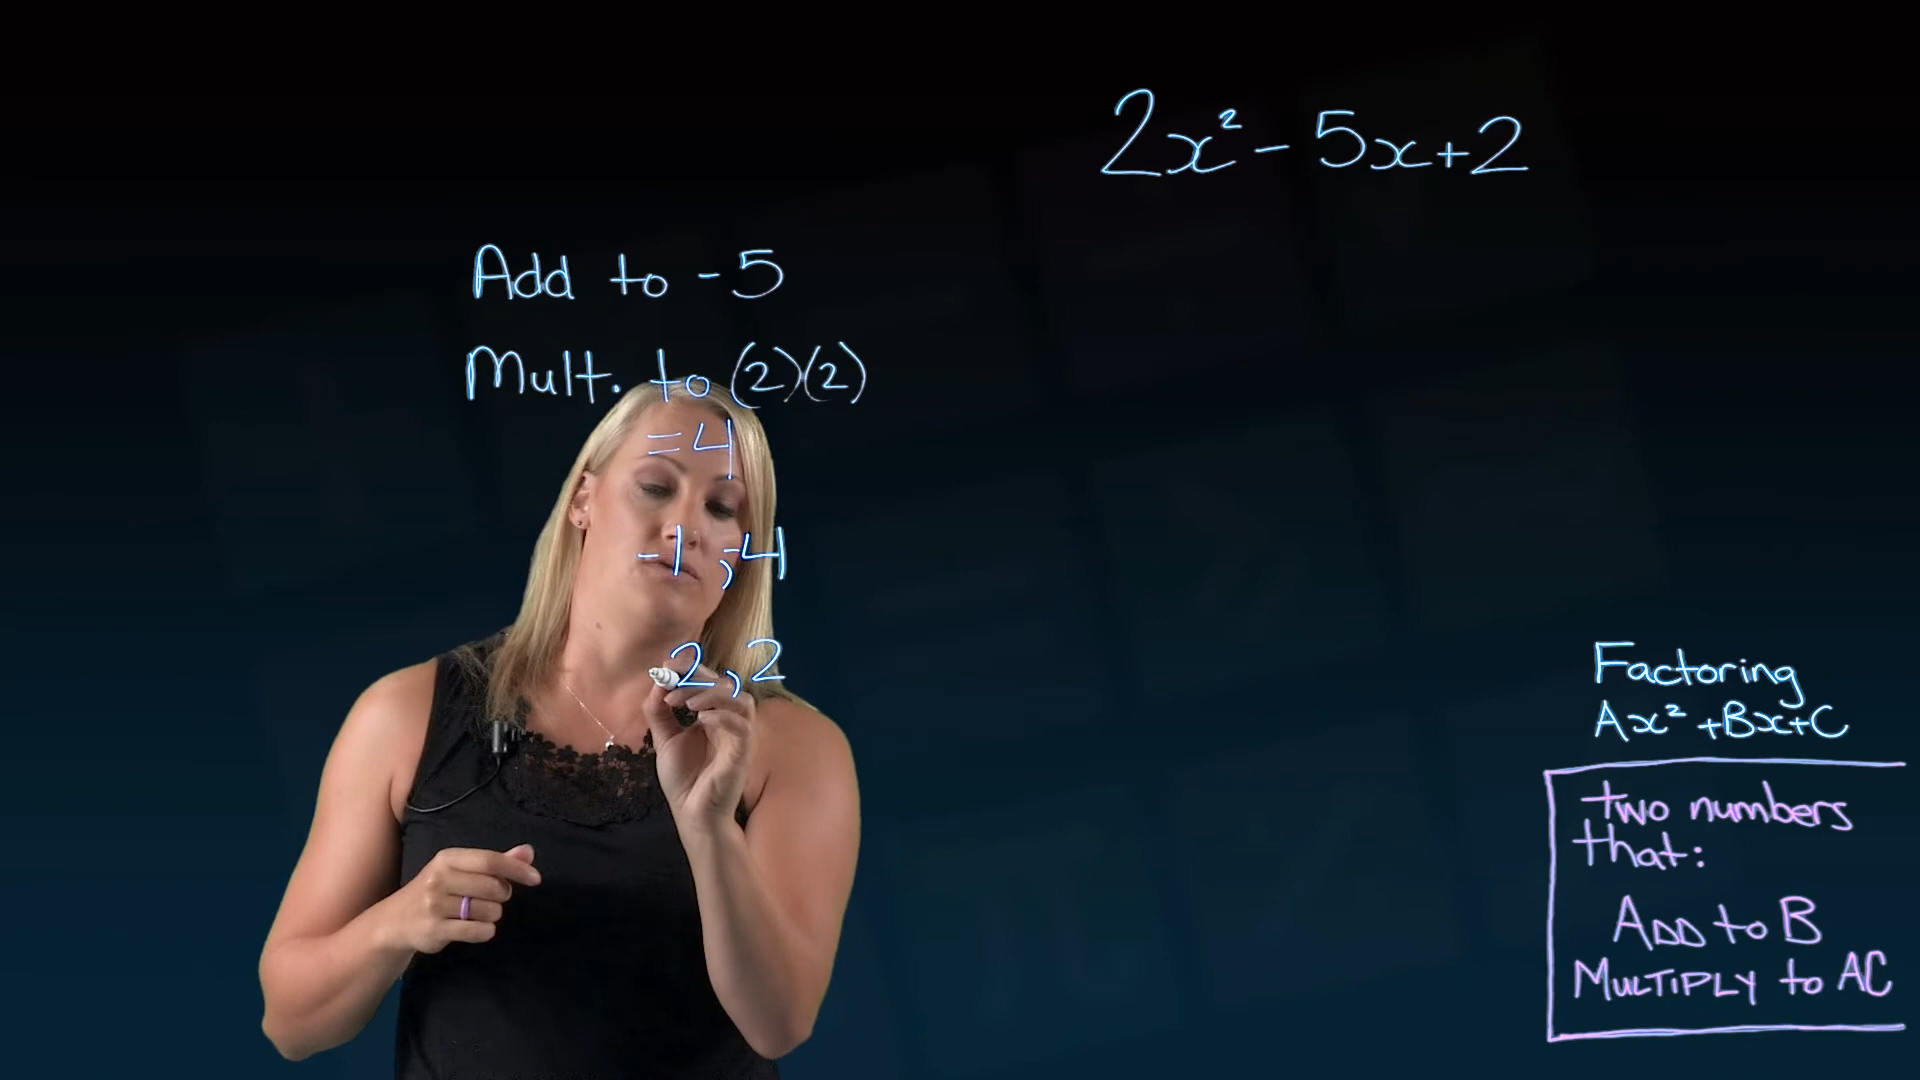 2x² - 5x + 2
Add to -5
Mult. to (2)(2)
= 4
-1, -4
2, 2
Factoring
Ax² + Bx + C
two numbers
that:
ADD to B
MULTIPLY to AC